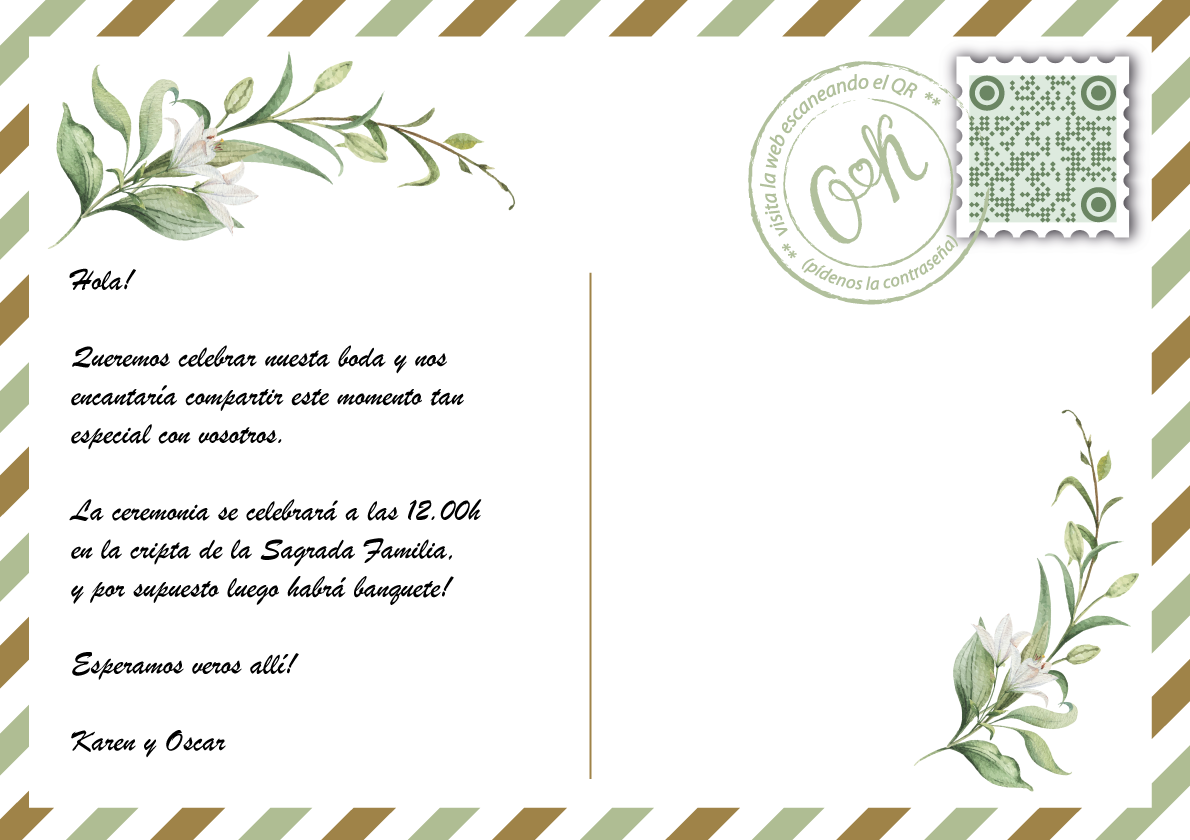 ** Visita la web escaneando el QR **
O K
(pídenos la contraseña)
Hola!
Queremos celebrar nuesta boda y nos
encantaría compartir este momento tan
especial con vosotros.
La ceremonia se celebrará a las 12.00h
en la cripta de la Sagrada Familia,
y por supuesto luego habrá banquete!
Esperamos veros allí!
Karen y Oscar